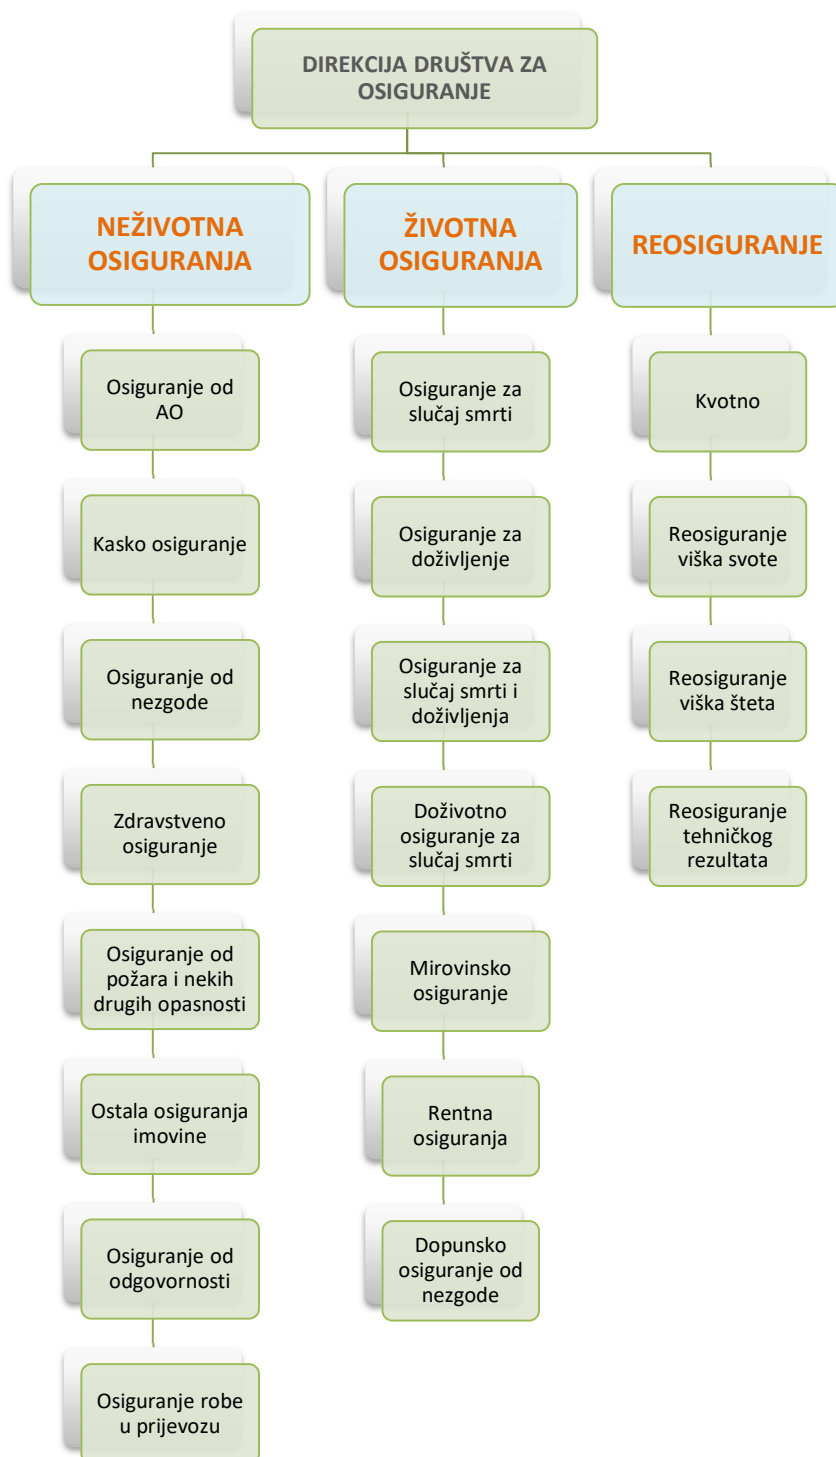 DIREKCIJA DRUŠTVA ZA
OSIGURANJE
NEŽIVOTNA
OSIGURANJA
Osiguranje od
AO
Kasko osiguranje
Osiguranje od
nezgode
Zdravstveno
osiguranje
Osiguranje od
požara i nekih
drugih opasnosti
Ostala osiguranja
imovine
Osiguranje od
odgovornosti
Osiguranje robe
u prijevozu
ŽIVOTNA
OSIGURANJA
Osiguranje za
slučaj smrti
Osiguranje za
doživljenje
Osiguranje za
slučaj smrti i
doživljenja
Doživotno
osiguranje za
slučaj smrti
Mirovinsko
osiguranje
Rentna
osiguranja
Dopunsko
osiguranje od
nezgode
REOSIGURANJE
Kvotno
Reosiguranje
viška svote
Reosiguranje
viška šteta
Reosiguranje
tehničkog
rezultata